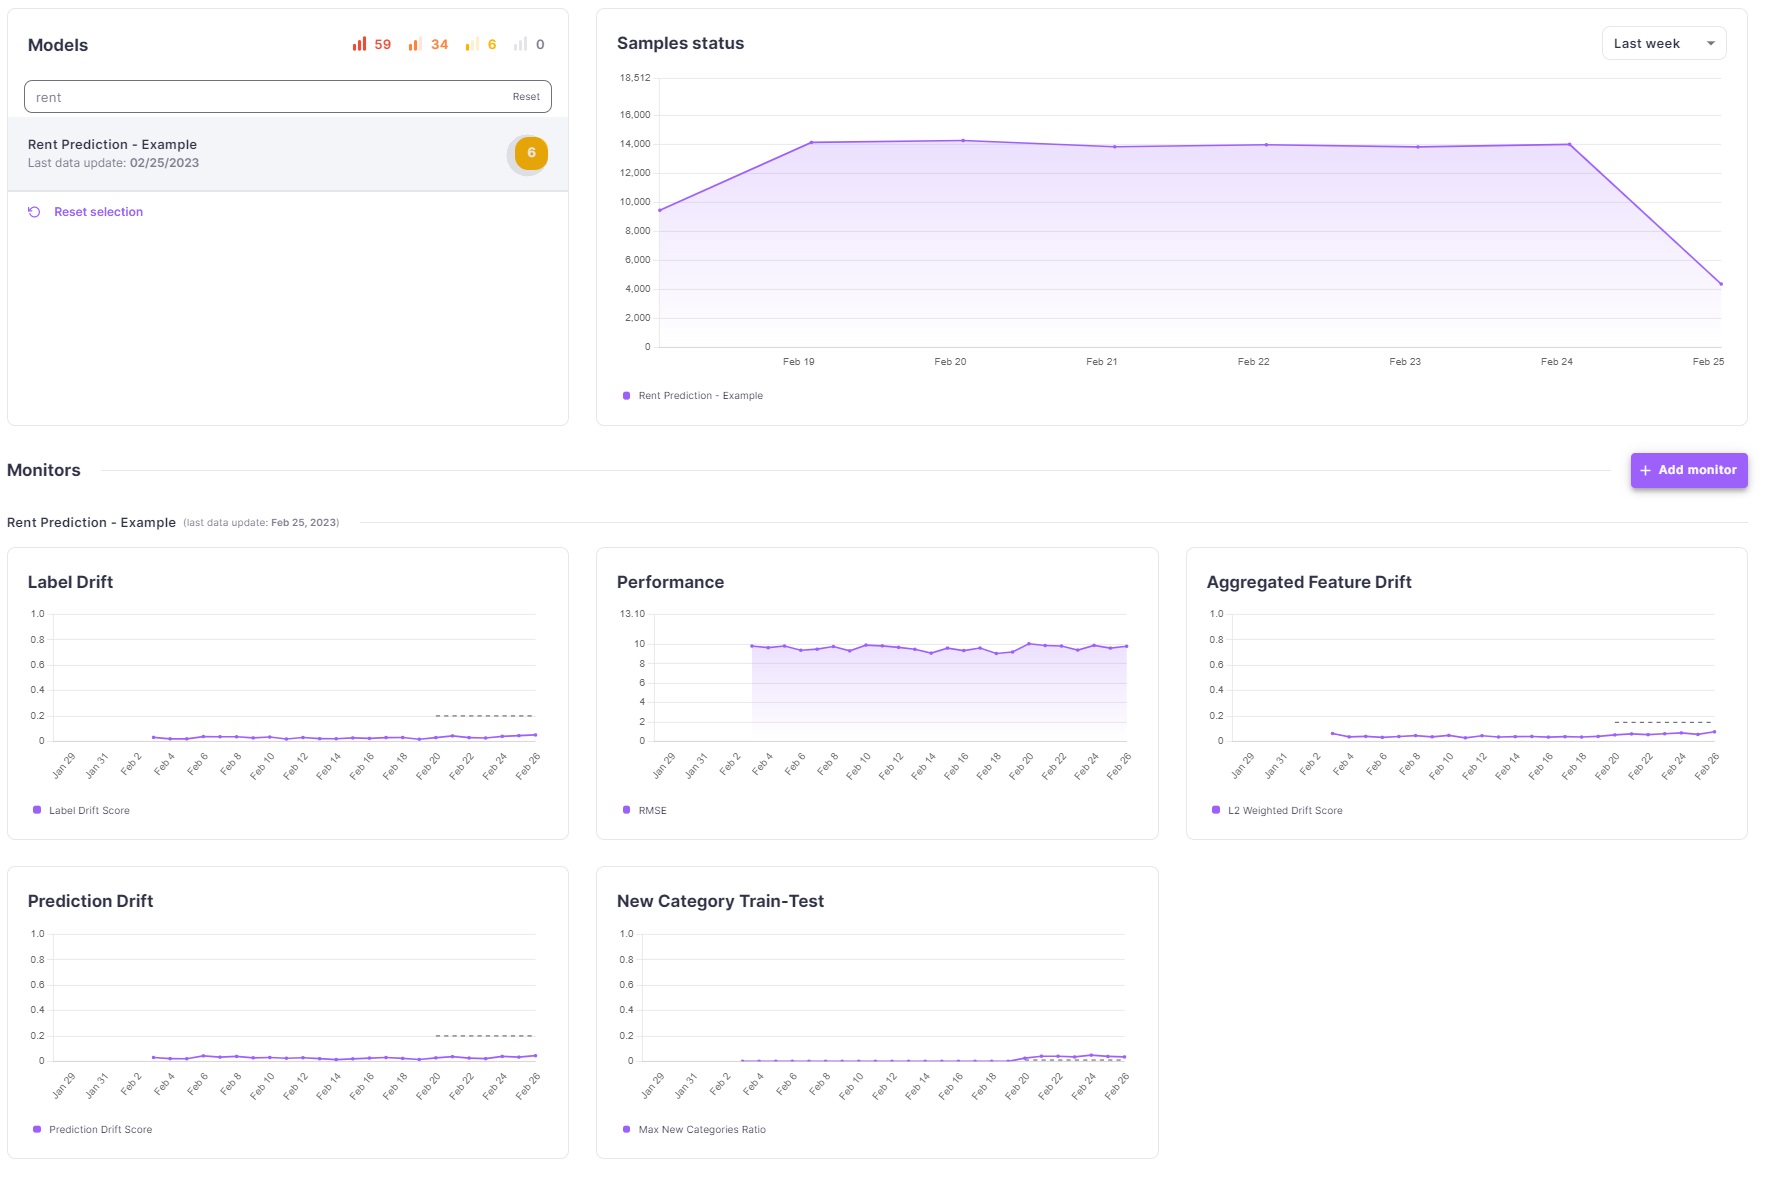 Models
59 34 6 0
rent Reset
Rent Prediction - Example
Last data update: 02/25/2023
6
Reset selection
Samples status
Last week
18,512
16,000
14,000
12,000
10,000
8,000
6,000
4,000
2,000
0
Feb 19 Feb 20 Feb 21 Feb 22 Feb 23 Feb 24 Feb 25
Rent Prediction - Example
Monitors
+ Add monitor
Rent Prediction - Example (last data update: Feb 25, 2023)
Label Drift
1.0
0.8
0.6
0.4
0.2
0
Jan 29 Jan 31 Feb 2 Feb 4 Feb 6 Feb 8 Feb 10 Feb 12 Feb 14 Feb 16 Feb 18 Feb 20 Feb 22 Feb 24 Feb 26
Label Drift Score
Performance
13.10
10
8
6
4
2
0
Jan 29 Jan 31 Feb 2 Feb 4 Feb 6 Feb 8 Feb 10 Feb 12 Feb 14 Feb 16 Feb 18 Feb 20 Feb 22 Feb 24 Feb 26
RMSE
Aggregated Feature Drift
1.0
0.8
0.6
0.4
0.2
0
Jan 29 Jan 31 Feb 2 Feb 4 Feb 6 Feb 8 Feb 10 Feb 12 Feb 14 Feb 16 Feb 18 Feb 20 Feb 22 Feb 24 Feb 26
L2 Weighted Drift Score
Prediction Drift
1.0
0.8
0.6
0.4
0.2
0
Jan 29 Jan 31 Feb 2 Feb 4 Feb 6 Feb 8 Feb 10 Feb 12 Feb 14 Feb 16 Feb 18 Feb 20 Feb 22 Feb 24 Feb 26
Prediction Drift Score
New Category Train-Test
1.0
0.8
0.6
0.4
0.2
0
Jan 29 Jan 31 Feb 2 Feb 4 Feb 6 Feb 8 Feb 10 Feb 12 Feb 14 Feb 16 Feb 18 Feb 20 Feb 22 Feb 24 Feb 26
Max New Categories Ratio